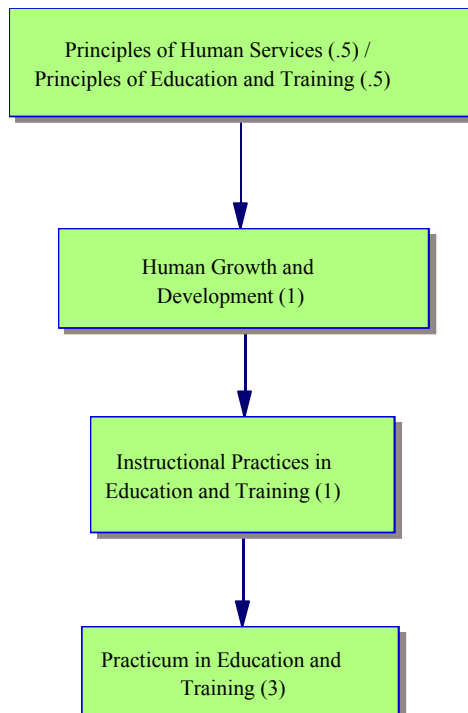 Principles of Human Services (.5) /
Principles of Education and Training (.5)
Human Growth and
Development (1)
Instructional Practices in
Education and Training (1)
Practicum in Education and
Training (3)